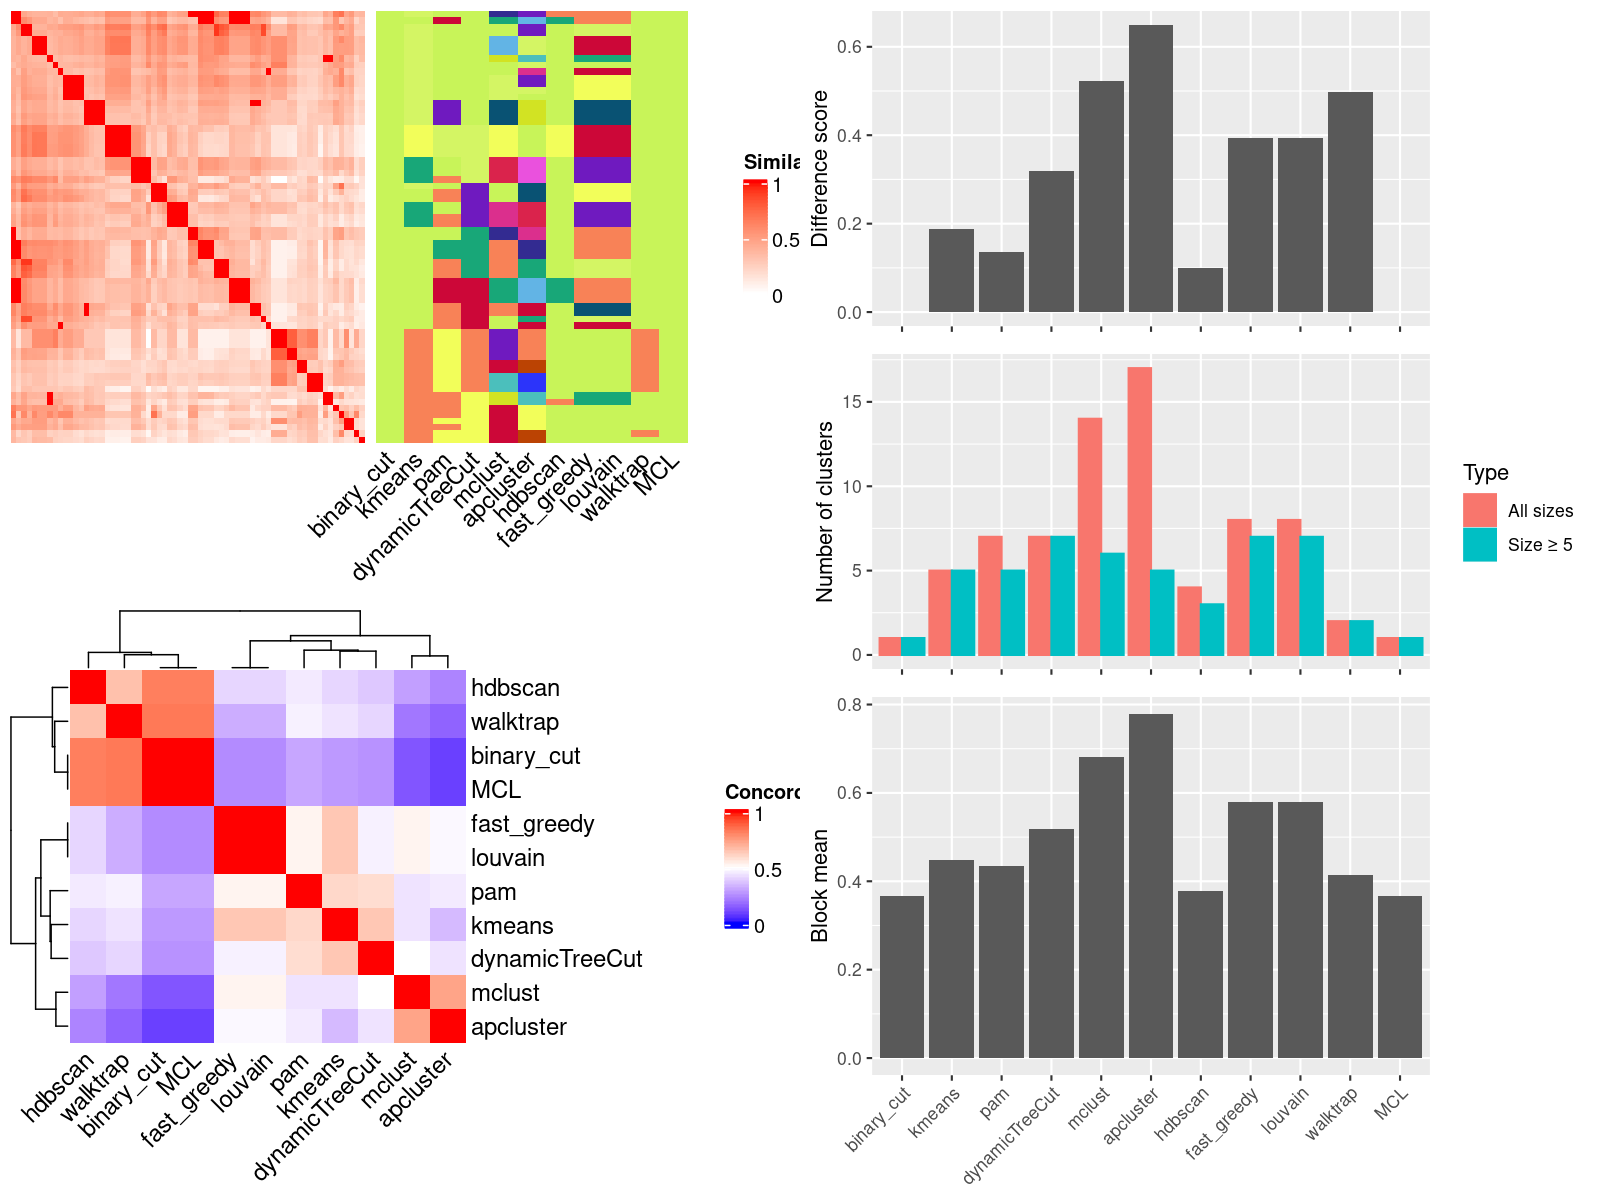 Simila
1
0.5
0
binary_cut
kmeans
pam
dynamicTreeCut
mclust
apcluster
hdbscan
fast_greedy
louvain
walktrap
MCL
hdbscan
walktrap
binary_cut
MCL
fast_greedy
louvain
pam
kmeans
dynamicTreeCut
mclust
apcluster
Concord
1
0.5
0
hdbscan
walktrap
binary_cut
MCL
fast_greedy
louvain
pam
kmeans
dynamicTreeCut
mclust
apcluster
Difference score
0.6
0.4
0.2
0.0
Number of clusters
15
10
5
0
Type
All sizes
Size ≥ 5
Block mean
0.8
0.6
0.4
0.2
0.0
binary_cut
kmeans
pam
dynamicTreeCut
mclust
apcluster
hdbscan
fast_greedy
louvain
walktrap
MCL